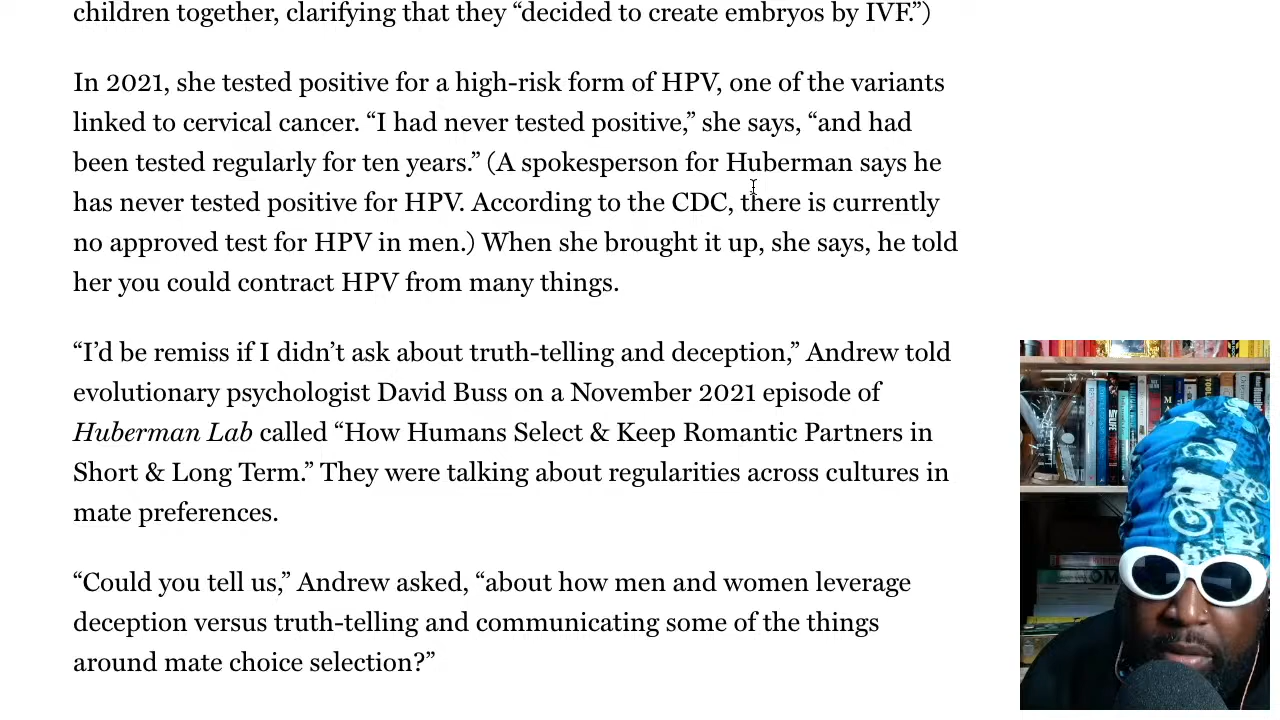 children together, clarifying that they “decided to create embryos by IVF.”)
In 2021, she tested positive for a high-risk form of HPV, one of the variants
linked to cervical cancer. “I had never tested positive,” she says, “and had
been tested regularly for ten years.” (A spokesperson for Huberman says he
has never tested positive for HPV. According to the CDC, there is currently
no approved test for HPV in men.) When she brought it up, she says, he told
her you could contract HPV from many things.
“I’d be remiss if I didn’t ask about truth-telling and deception,” Andrew told
evolutionary psychologist David Buss on a November 2021 episode of
Huberman Lab called “How Humans Select & Keep Romantic Partners in
Short & Long Term.” They were talking about regularities across cultures in
mate preferences.
“Could you tell us,” Andrew asked, “about how men and women leverage
deception versus truth-telling and communicating some of the things
around mate choice selection?”